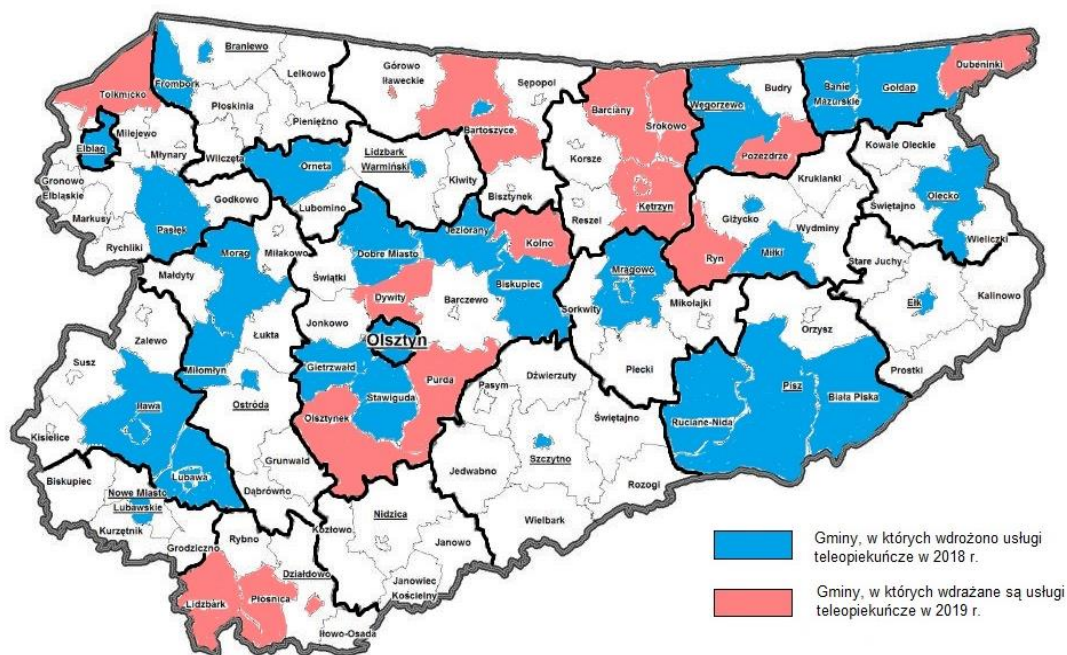 Braniewo
Frombork
Lelkowo
Górowo
Iławeckie
Sępopol
Dubeninki
Tolkmicko
Płoskinia
Pieniężno
Bartoszyce
Barciany
Srokowo
Węgorzewo
Budry
Banie
Mazurskie
Gołdap
Elbląg
Milejewo
Młynary
Wilczęta
Orneta
Lidzbark
Warmiński
Kiwity
Korsze
Pozezdrze
Kowale Oleckie
Gronowo
Elbląskie
Godkowo
Lubomino
Bisztynek
Reszel
Kętrzyn
Kruklanki
Giżycko
Olecko
Świętajno
Markusy
Pasłęk
Rychliki
Morąg
Miłakowo
Jeziorany
Kolno
Wydminy
Wieliczki
Małdyty
Świątki
Dobre Miasto
Ryn
Miłki
Stare Juchy
Dywity
Barczewo
Biskupiec
Mrągowo
Sorkwity
Mikołajki
Kalinowo
Ełk
Zalewo
Łukta
Jonkowo
Olsztyn
Orzysz
Susz
Miłomłyn
Gietrzwałd
Purda
Dźwierzuty
Piecki
Prostki
Iława
Ostróda
Stawiguda
Pasym
Pisz
Biała Piska
Olsztynek
Świętajno
Ruciane-Nida
Kisielice
Grunwald
Szczytno
Lubawa
Jedwabno
Rozogi
Biskupiec
Nowe Miasto
Lubawskie
Dąbrówno
Nidzica
Wielbark
Kurzętnik
Kozłowo
Janowo
Grodziczno
Rybno
Działdowo
Janowiec
Kościelny
Lidzbark
Płośnica
Iłowo-Osada
Gminy, w których wdrożono usługi
teleopiekuńcze w 2018 r.
Gminy, w których wdrażane są usługi
teleopiekuńcze w 2019 r.